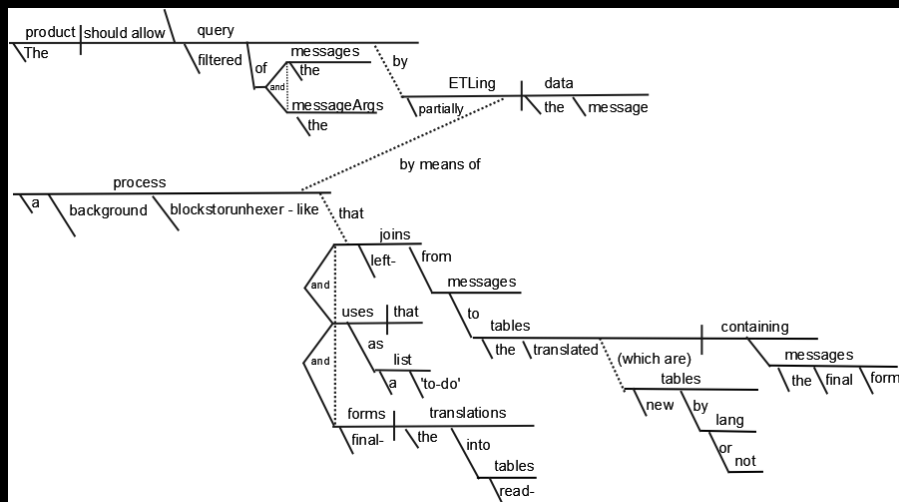 product should allow query
The filtered of messages by
the
and
messageArgs
the
ETLing data
partially the message
by means of
process
a background blockstorunhexer - like that
joins
left- from
and
messages
to
uses that
as
list
a 'to-do'
and
tables containing
the translated (which are) messages
the final form
tables
new by
lang
or
not
forms translations
final- the into
tables
read-